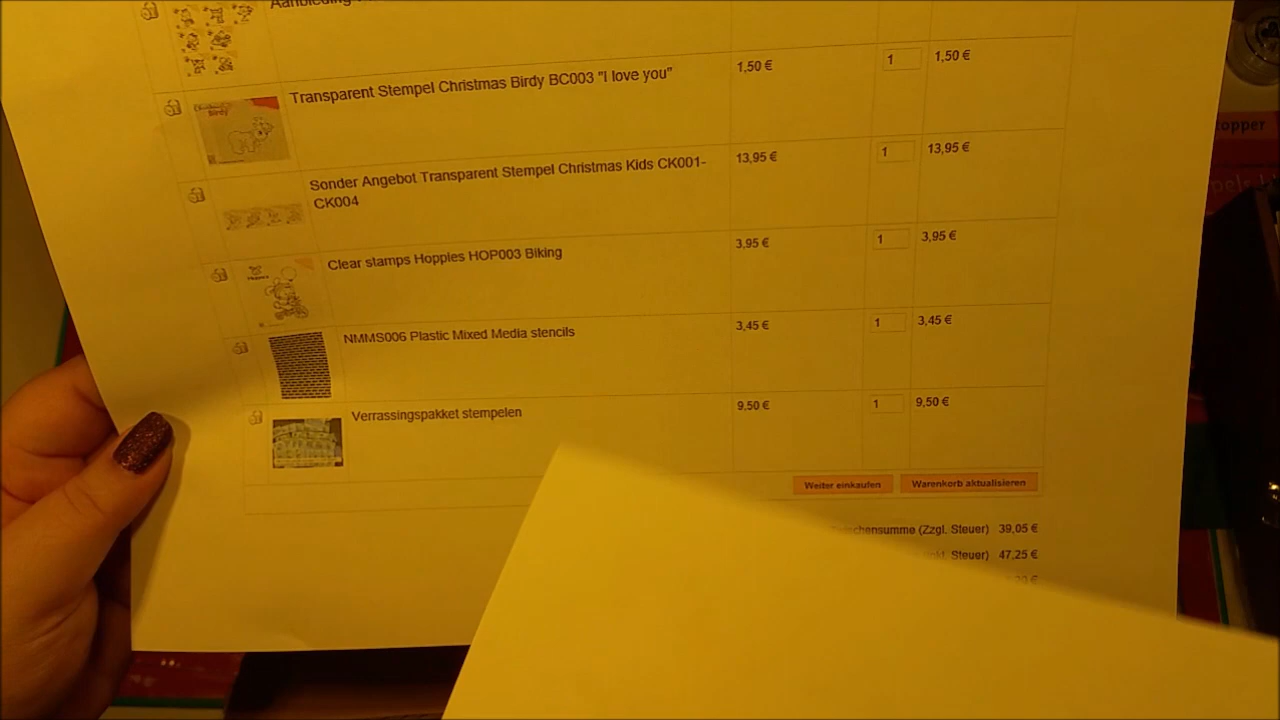 Transparent Stempel Christmas Birdy BC003 "I love you" 1,50 € 1 1,50 €
Birdy
Sonder Angebot Transparent Stempel Christmas Kids CK001-
CK004 13,95 € 1 13,95 €
Clear stamps Hoppies HOP003 Biking 3,95 € 1 3,95 €
NMMS006 Plastic Mixed Media stencils 3,45 € 1 3,45 €
Verrassingspakket stempelen 9,50 € 1 9,50 €
Weiter einkaufen Warenkorb aktualisieren
(Zzgl. Steuer) 39,05 €
Steuer) 47,25 €